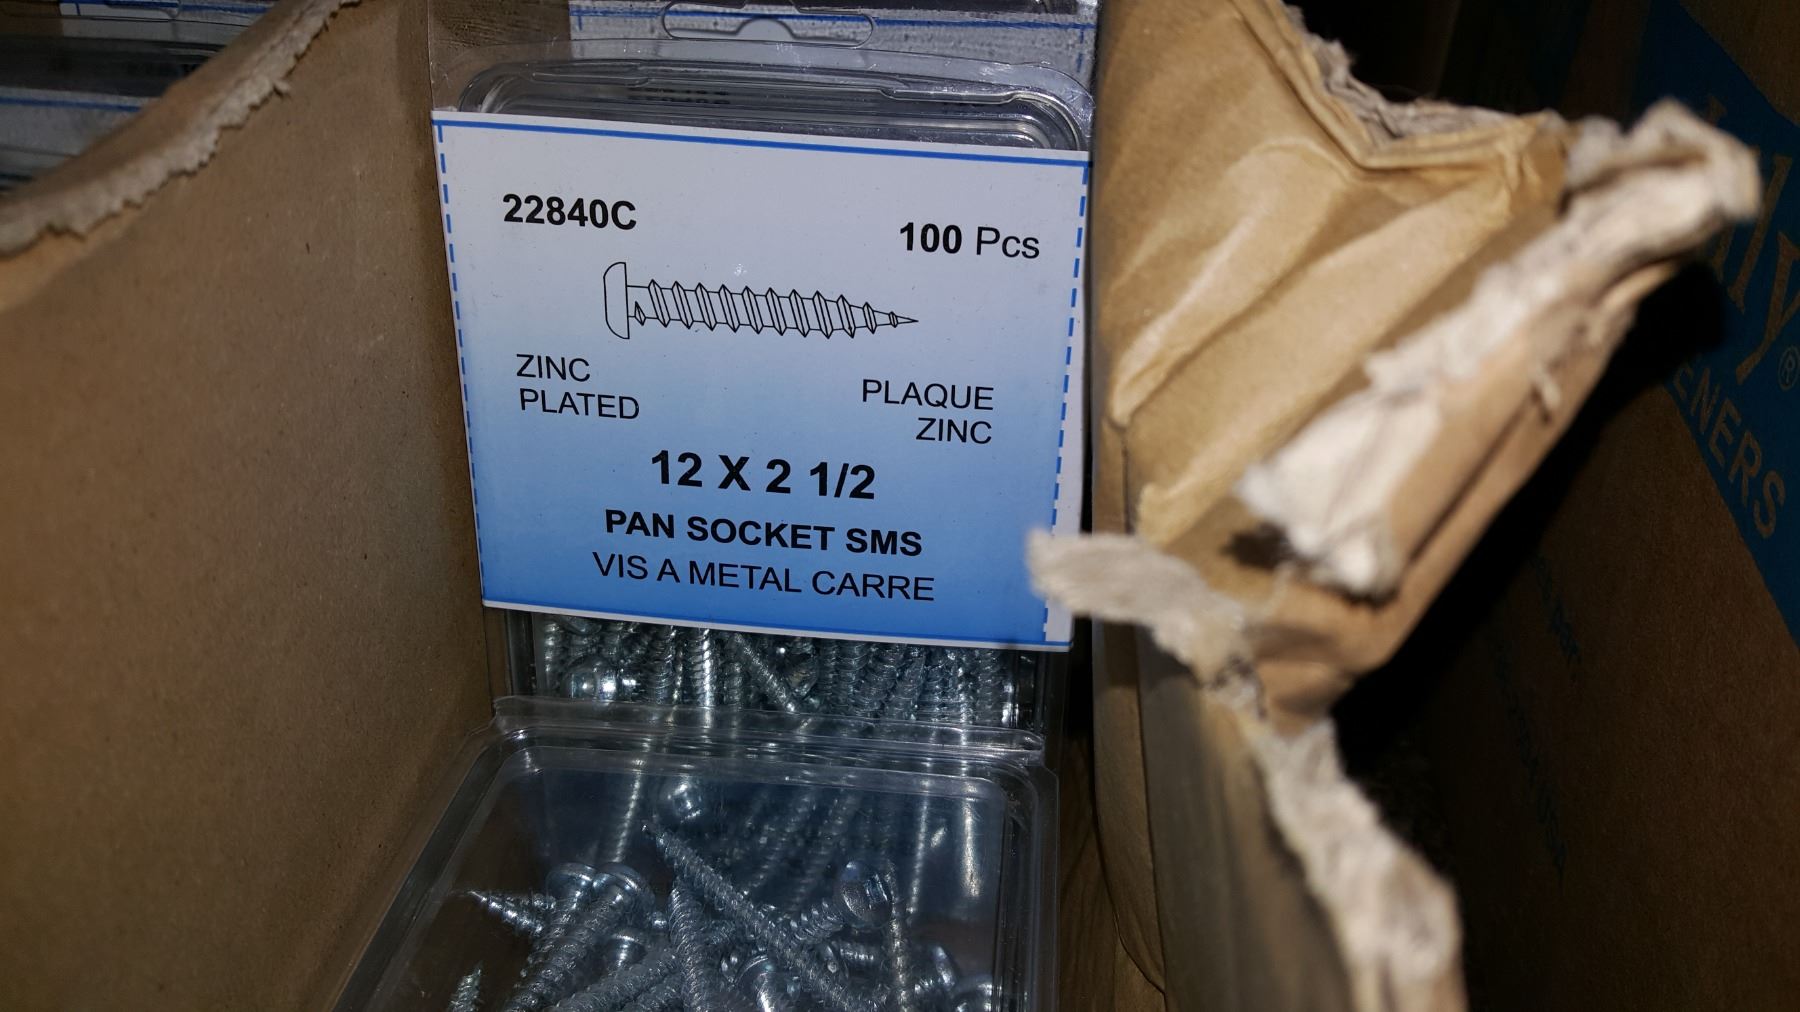 22840C
100 Pcs
ZINC
PLATED
PLAQUE
ZINC
12 X 2 1/2
PAN SOCKET SMS
VIS A METAL CARRE
®